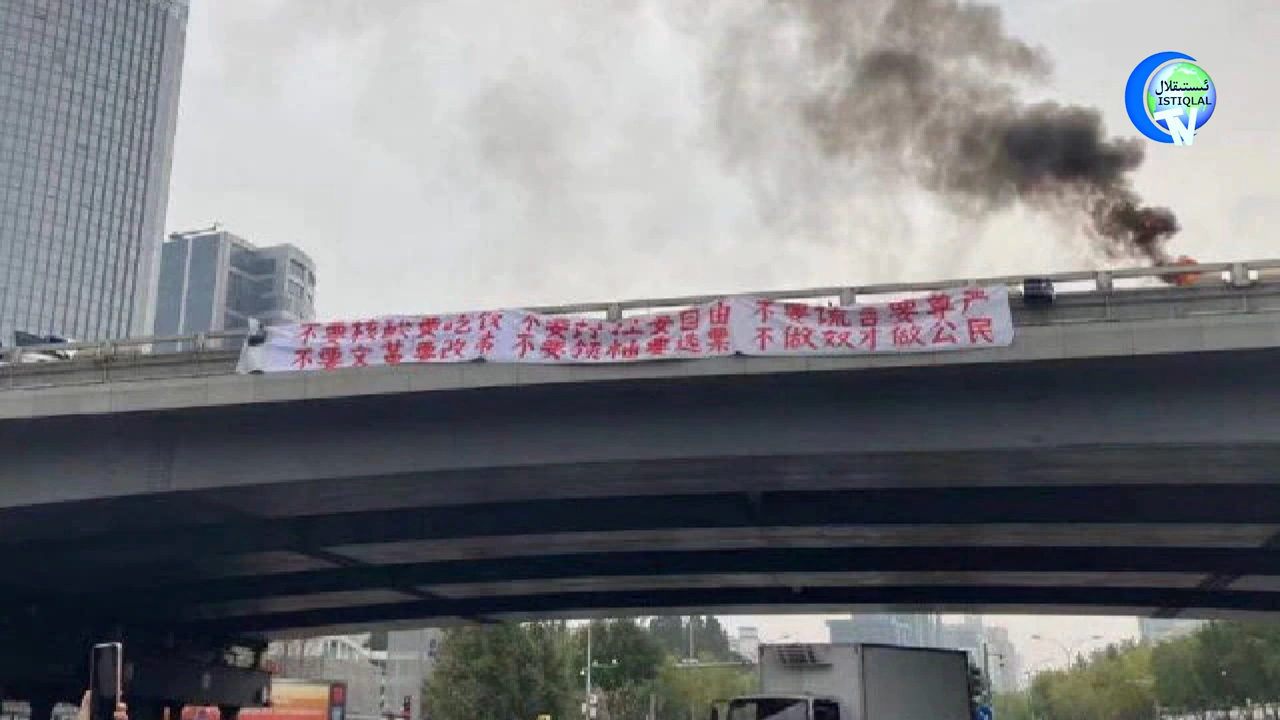 不要核酸要吃饭 不要封控要自由 不要谎言要尊严
不要文革要改革 不要领袖要选票 不做奴才做公民
ئىستىقلال
ISTIQLAL
TV